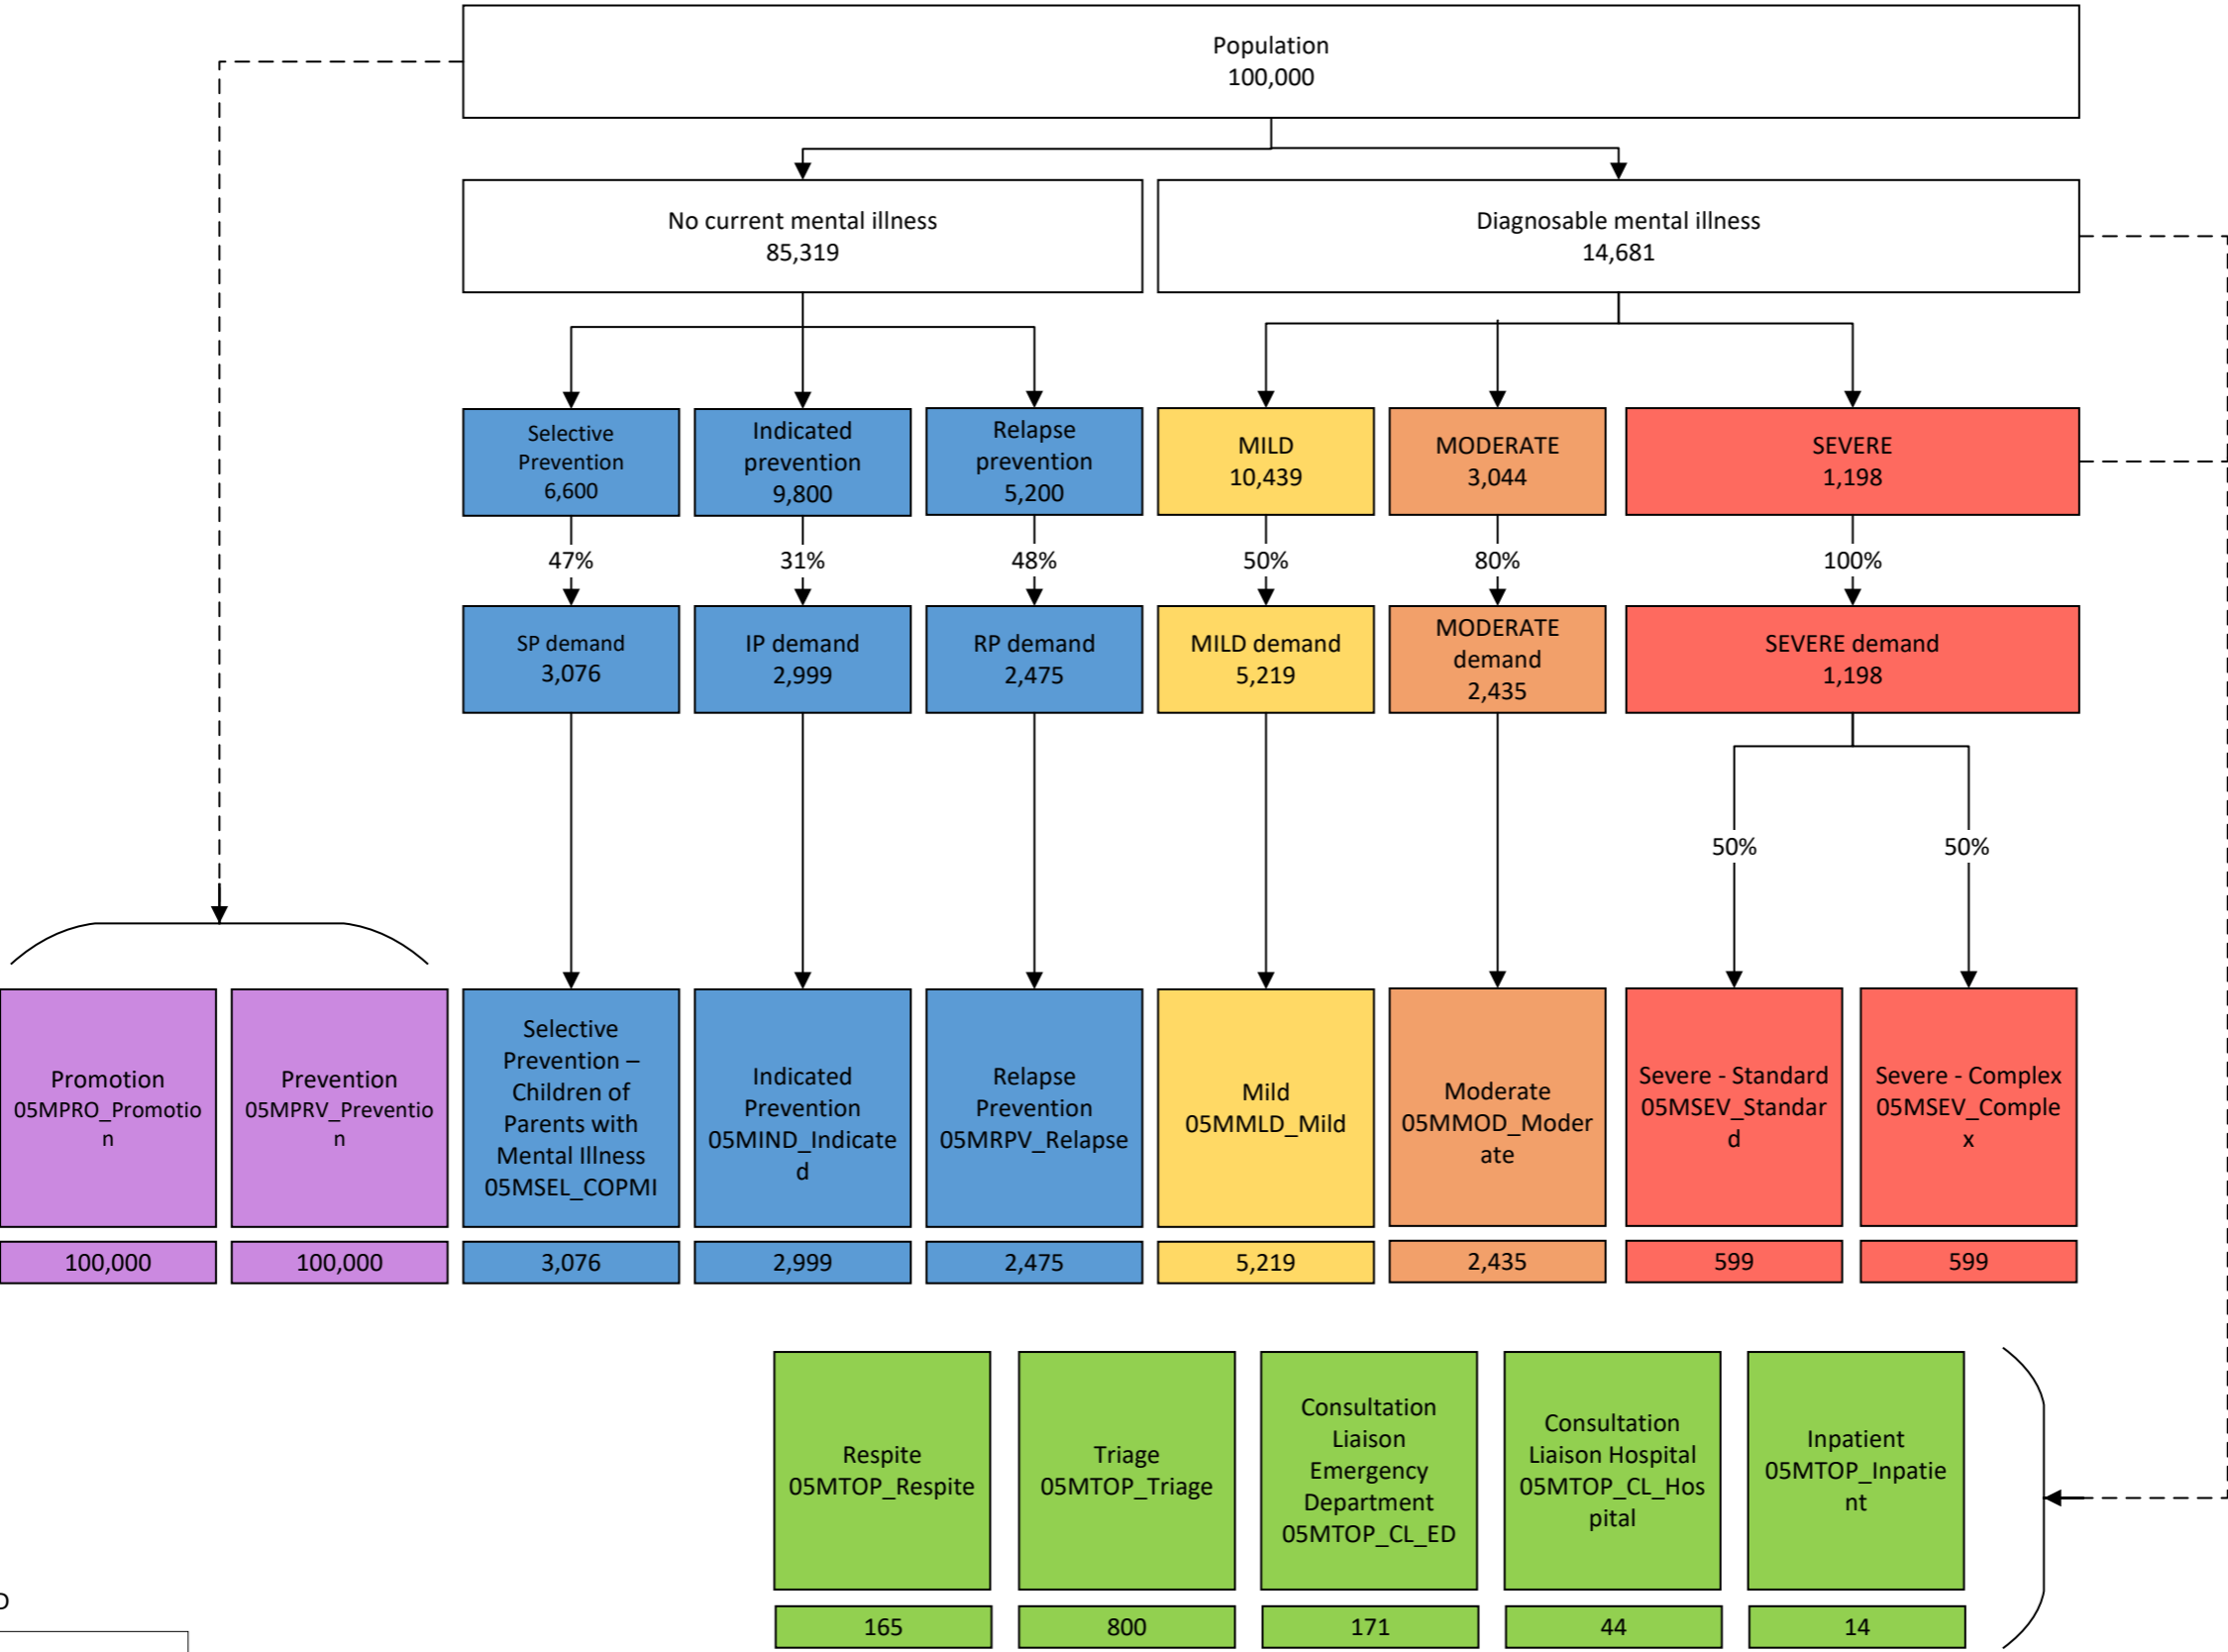 Population
100,000
No current mental illness
85,319
Diagnosable mental illness
14,681
Selective
Prevention
6,600
Indicated
prevention
9,800
Relapse
prevention
5,200
MILD
10,439
MODERATE
3,044
SEVERE
1,198
47%
31%
48%
50%
80%
100%
SP demand
3,076
IP demand
2,999
RP demand
2,475
MILD demand
5,219
MODERATE
demand
2,435
SEVERE demand
1,198
50%
50%
Promotion
05MPRO_Promotio
n
Prevention
05MPRV_Preventio
n
Selective
Prevention –
Children of
Parents with
Mental Illness
05MSEL_COPMI
Indicated
Prevention
05MIND_Indicate
d
Relapse
Prevention
05MRPV_Relapse
Mild
05MMLD_Mild
Moderate
05MMOD_Moder
ate
Severe - Standard
05MSEV_Standar
d
Severe - Complex
05MSEV_Comple
x
100,000
100,000
3,076
2,999
2,475
5,219
2,435
599
599
Respite
05MTOP_Respite
Triage
05MTOP_Triage
Consultation
Liaison
Emergency
Department
05MTOP_CL_ED
Consultation
Liaison Hospital
05MTOP_CL_Hos
pital
Inpatient
05MTOP_Inpatie
nt
165
800
171
44
14